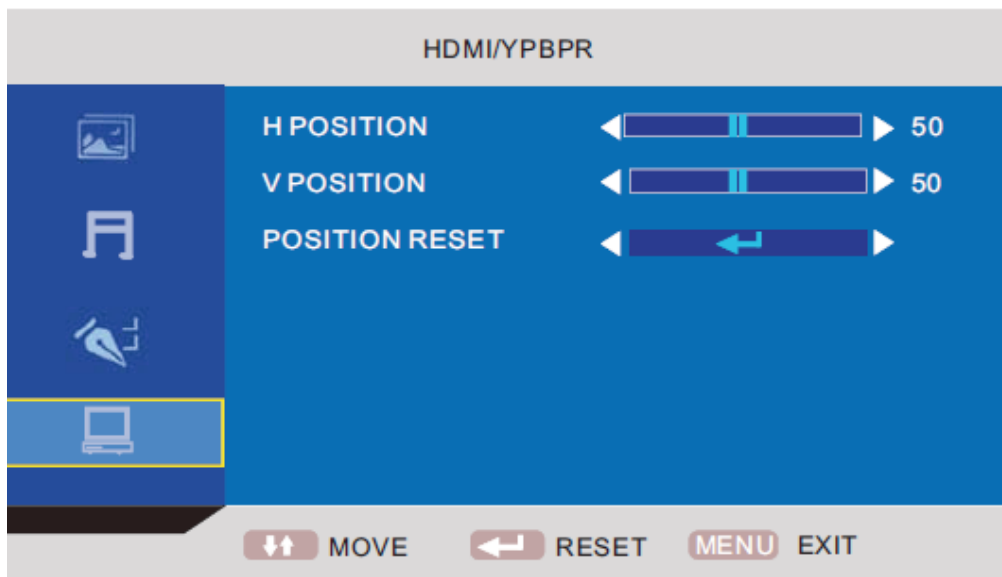 HDMI/YPBPR
H POSITION 50
V POSITION 50
POSITION RESET
MOVE RESET MENU EXIT